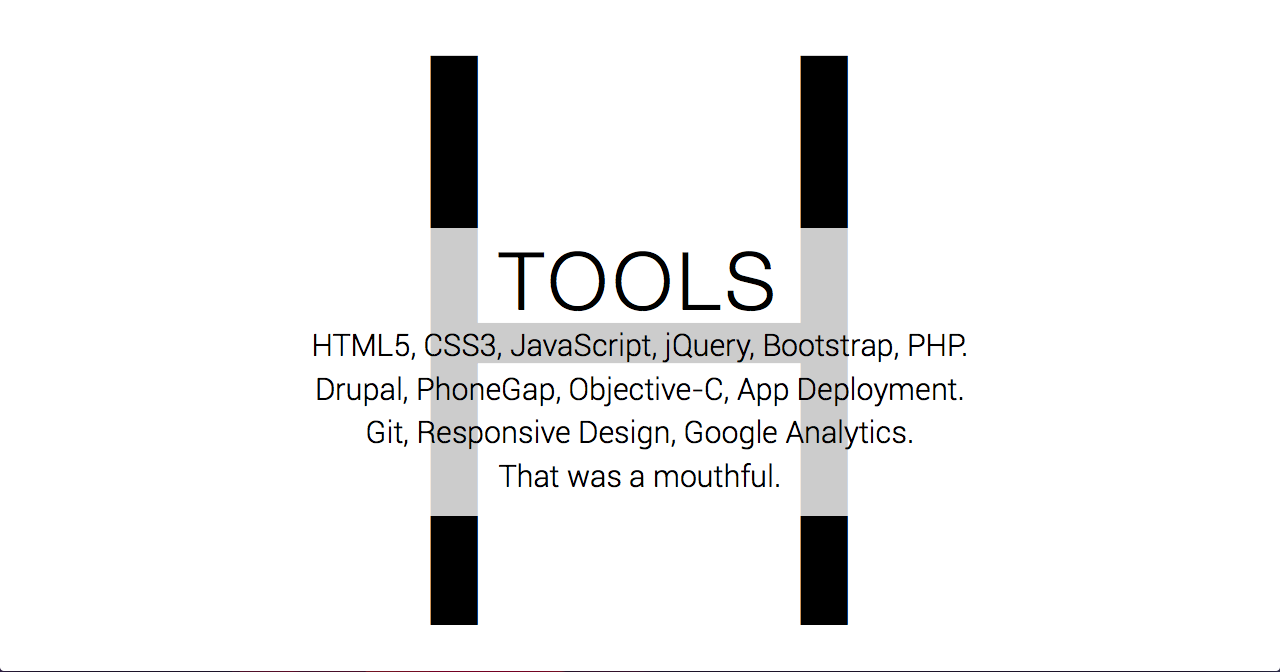 H
TOOLS
HTML5, CSS3, JavaScript, jQuery, Bootstrap, PHP.
Drupal, PhoneGap, Objective-C, App Deployment.
Git, Responsive Design, Google Analytics.
That was a mouthful.